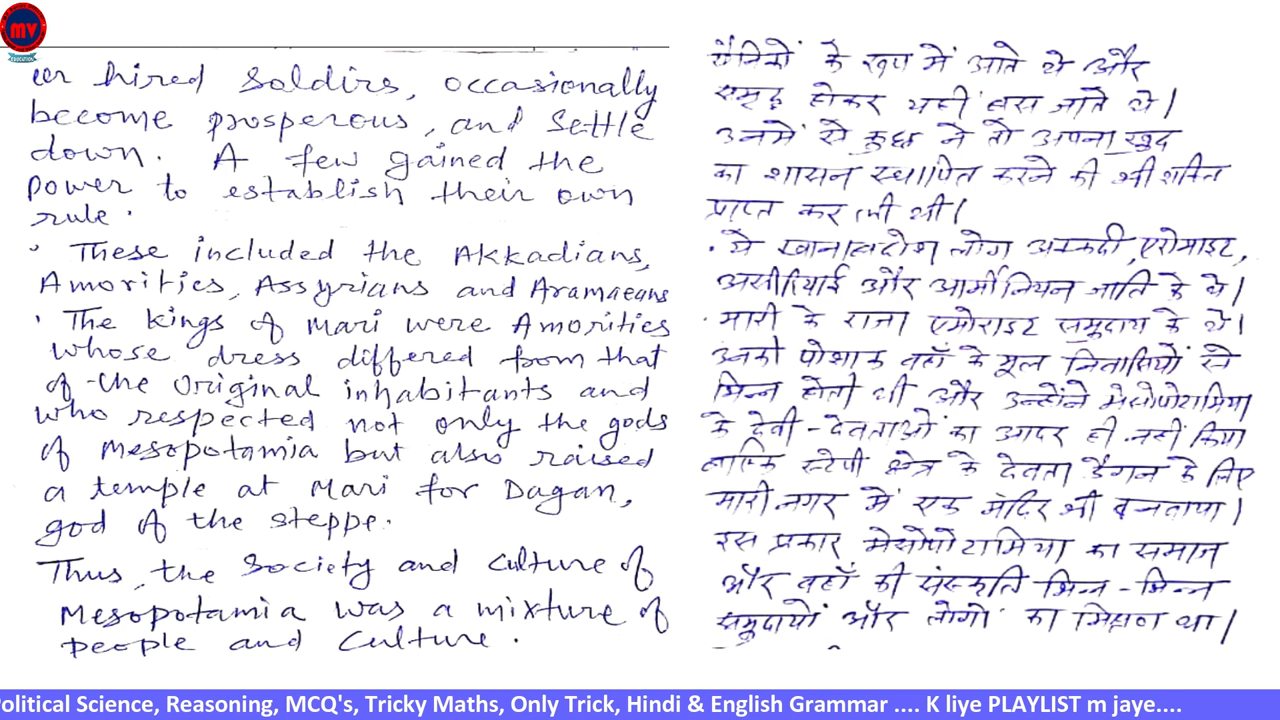 mv
EDUCATION
or hired Soldirs, occasionally
become prosperous, and settle
down. A few gained the
power to establish their own
rule.
• These included the Akkadians,
Amorities, Assyrians and Aramaeans
• The kings of Mari were Amorities
whose dress differed from that
of the original inhabitants and
who respected not only the gods
of Mesopotamia but also raised
a temple at Mari for Dagan,
god of the steppe.
Thus, the Society and Culture of
Mesopotamia was a mixture of
people and Culture.
सैनिकों के रूप में आते थे और
समृद्ध होकर यहीं बस जाते थे।
उनमें से कुछ ने तो अपना खुद
का शासन स्थापित करने की भी शक्ति
प्राप्त कर ली थी।
• ये खानाबदोश लोग अक्कदी, एरोमाइट,
असीरियाई और आर्मीनियन जाति के थे।
• मारी के राजा एमोराइट समुदाय के थे।
उनकी पोशाक वहाँ के मूल निवासियों से
भिन्न होती थी और उन्होंने मेसोपोटामिया
के देवी-देवताओं का आदर ही नहीं किया
बल्कि स्टेपी क्षेत्र के देवता डैगन के लिए
मारी नगर में एक मंदिर भी बनवाया।
इस प्रकार मेसोपोटामिया का समाज
और वहाँ की संस्कृति भिन्न-भिन्न
समुदायों और लोगों का मिश्रण था।
olitical Science, Reasoning, MCQ's, Tricky Maths, Only Trick, Hindi & English Grammar .... K liye PLAYLIST m jaye....